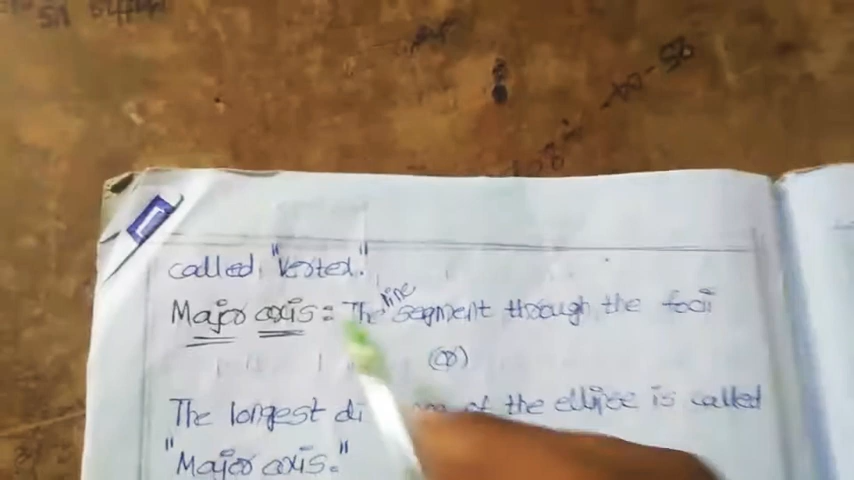 called "Vertex."
Major axis = The line segment through the foci
(or)
The longest of the ellipse is called
"Major axis."